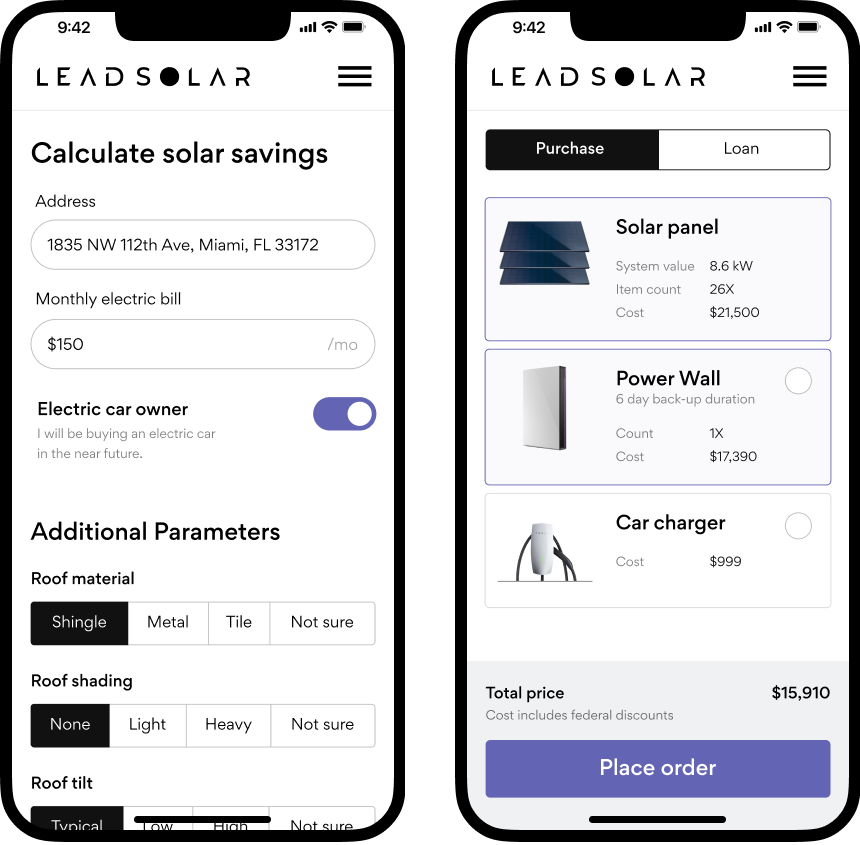 9:42
LEAD SOLAR
Calculate solar savings
Address
1835 NW 112th Ave, Miami, FL 33172
Monthly electric bill
$150 /mo
Electric car owner
I will be buying an electric car
in the near future.
Additional Parameters
Roof material
Shingle Metal Tile Not sure
Roof shading
None Light Heavy Not sure
Roof tilt
Typical Low High Not sure
9:42
LEAD SOLAR
Purchase Loan
Solar panel
System value 8.6 kW
Item count 26X
Cost $21,500
Power Wall
6 day back-up duration
Count 1X
Cost $17,390
Car charger
Cost $999
Total price $15,910
Cost includes federal discounts
Place order